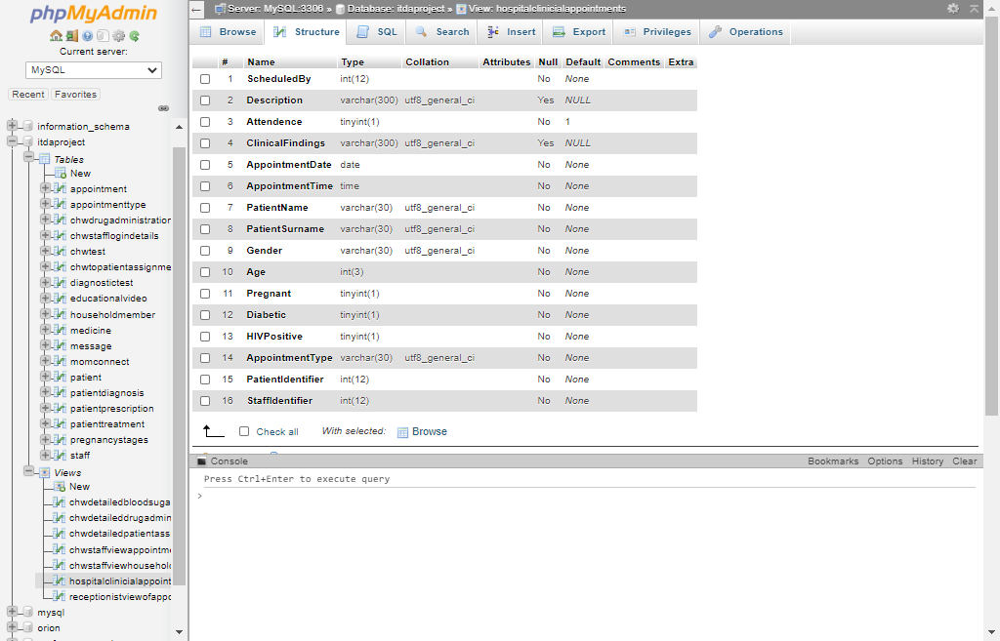 phpMyAdmin
Current server:
MySQL
Recent Favorites
information_schema
itdaproject
Tables
New
appointment
appointmenttype
chwdrugadministration
chwstafflogindetails
chwtest
chwtopatientassignme
diagnostictest
educationalvideo
householdmember
medicine
message
momconnect
patient
patientdiagnosis
patientprescription
patienttreatment
pregnancystages
staff
Views
New
chwdetailedbloodsuga
chwdetaileddrugadmin
chwdetailedpatientass
chwstaffviewappointme
chwstaffviewhousehold
hospitalclinicialappoint
receptionistviewofappo
mysql
orion
Server: MySQL:3306 » Database: itdaproject » View: hospitalclinicialappointments
Browse Structure SQL Search Insert Export Privileges Operations
# Name Type Collation Attributes Null Default Comments Extra
1 ScheduledBy int(12) No None
2 Description varchar(300) utf8_general_ci Yes NULL
3 Attendence tinyint(1) No 1
4 ClinicalFindings varchar(300) utf8_general_ci Yes NULL
5 AppointmentDate date No None
6 AppointmentTime time No None
7 PatientName varchar(30) utf8_general_ci No None
8 PatientSurname varchar(30) utf8_general_ci No None
9 Gender varchar(30) utf8_general_ci No None
10 Age int(3) No None
11 Pregnant tinyint(1) No None
12 Diabetic tinyint(1) No None
13 HIVPositive tinyint(1) No None
14 AppointmentType varchar(30) utf8_general_ci No None
15 PatientIdentifier int(12) No None
16 StaffIdentifier int(12) No None
Check all With selected: Browse
Console Bookmarks Options History Clear
Press Ctrl+Enter to execute query
>